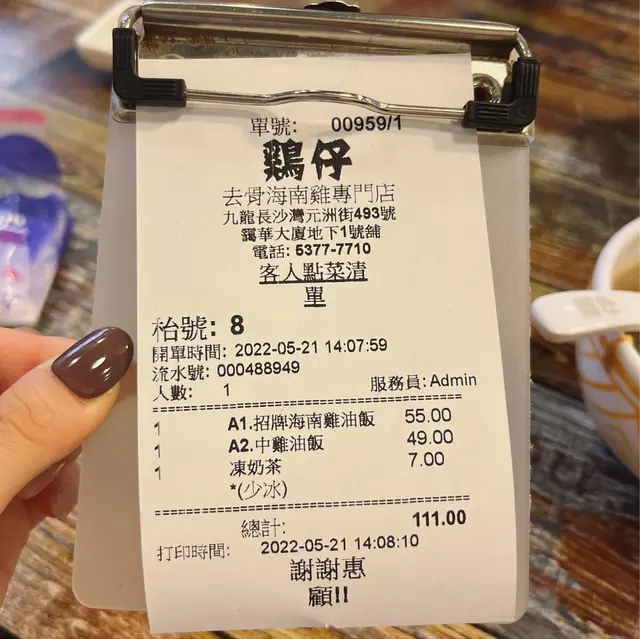 單號: 00959/1
鷄仔
去骨海南雞專門店
九龍長沙灣元洲街493號
靄華大廈地下1號舖
電話: 5377-7710
客人點菜清
單
枱號: 8
開單時間: 2022-05-21 14:07:59
流水號: 000488949
人數: 1 服務員: Admin
1 A1.招牌海南雞油飯 55.00
1 A2.中雞油飯 49.00
1 凍奶茶 7.00
*(少冰)
總計: 111.00
打印時間: 2022-05-21 14:08:10
謝謝惠
顧!!